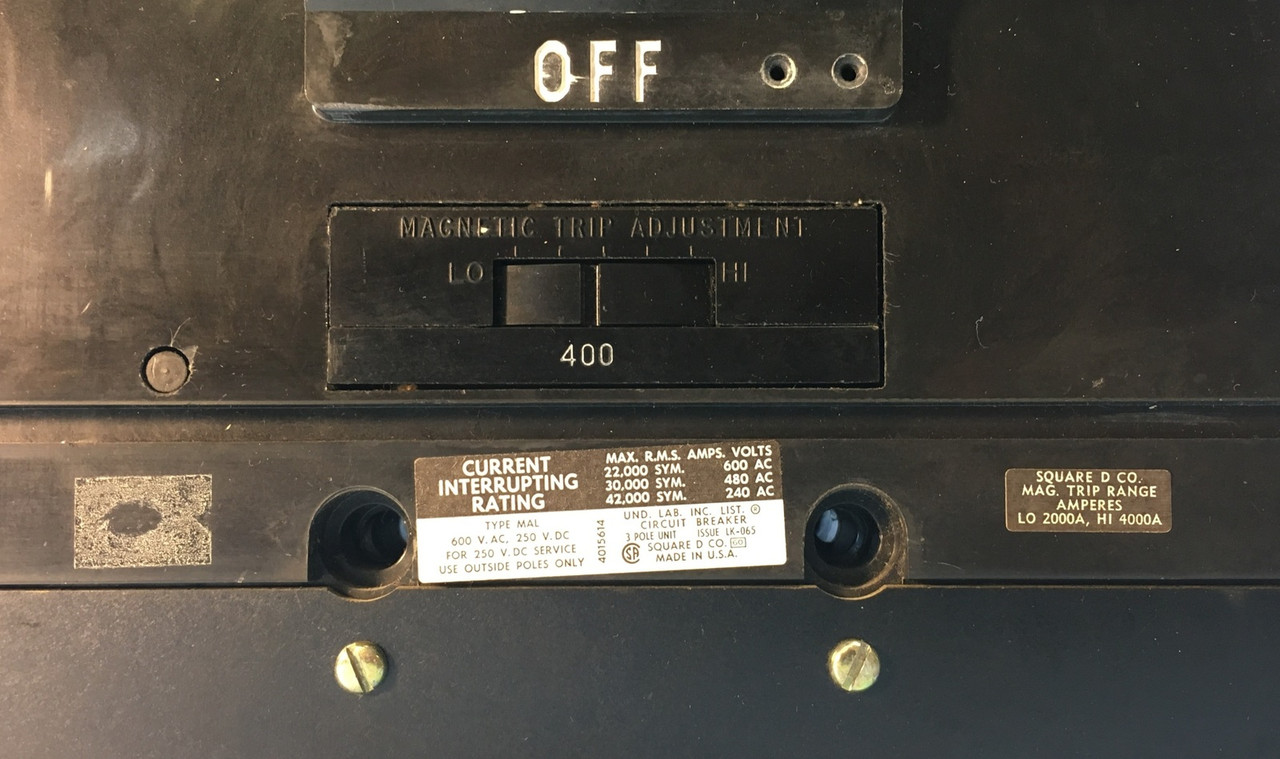 OFF
MAGNETIC TRIP ADJUSTMENT
LO HI
400
CURRENT
INTERRUPTING
RATING
MAX. R.M.S. AMPS. VOLTS
22,000 SYM. 600 AC
30,000 SYM. 480 AC
42,000 SYM. 240 AC
TYPE MAL
600 V.AC, 250 V.DC
FOR 250 V.DC SERVICE
USE OUTSIDE POLES ONLY
4015614
UND. LAB. INC. LIST. ®
CIRCUIT BREAKER
3 POLE UNIT ISSUE LK-065
SQUARE D CO.
MADE IN U.S.A.
SQUARE D CO.
MAG. TRIP RANGE
AMPERES
LO 2000A, HI 4000A